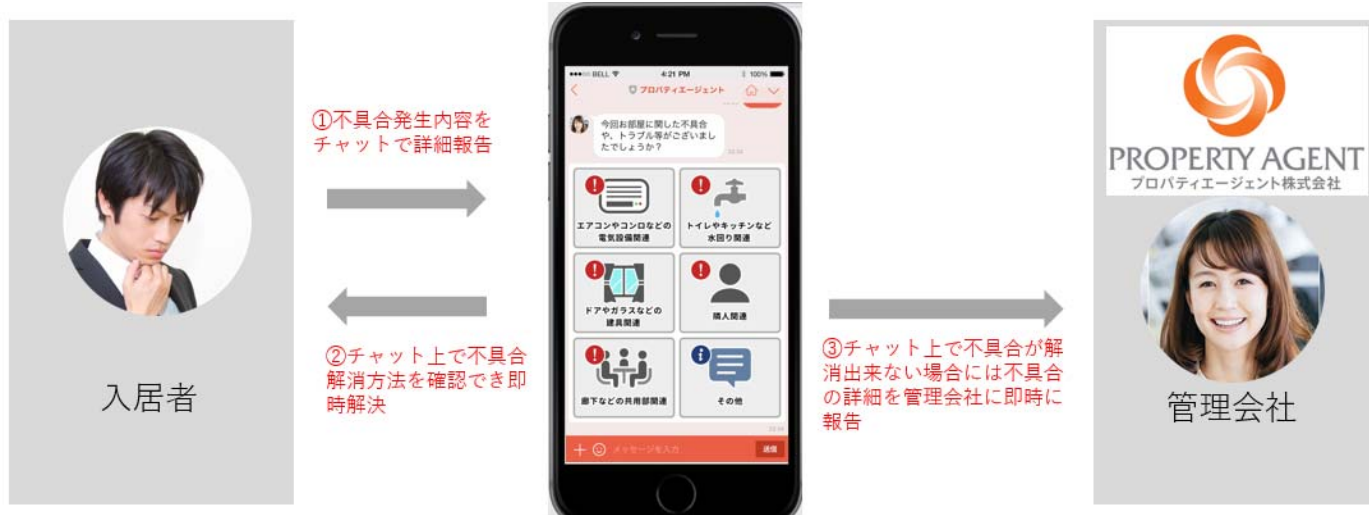 入居者
①不具合発生内容を
チャットで詳細報告
②チャット上で不具合
解消方法を確認でき即
時解決
BELL
4:21 PM
100%
プロパティエージェント
今回お部屋に関した不具合
や、トラブル等がございまし
たでしょうか？
エアコンやコンロなどの
電気設備関連
トイレやキッチンなど
水回り関連
ドアやガラスなどの
建具関連
隣人関連
廊下などの共用部関連
その他
メッセージを入力
送信
③チャット上で不具合が解
消出来ない場合には不具合
の詳細を管理会社に即時に
報告
PROPERTY AGENT
プロパティエージェント株式会社
管理会社